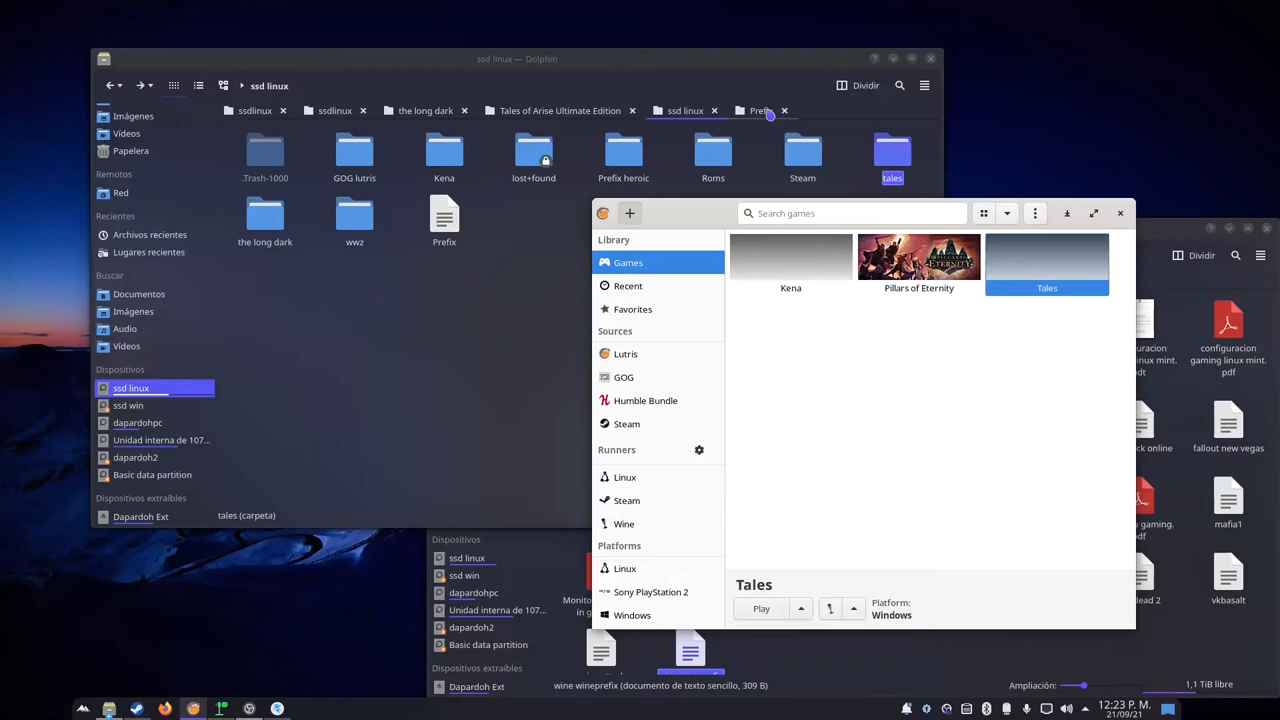 ssd linux — Dolphin
ssd linux
Dividir
ssdlinux
ssdlinux
the long dark
Tales of Arise Ultimate Edition
ssd linux
Prefix
Imágenes
Vídeos
Papelera
Remotos
Red
Recientes
Archivos recientes
Lugares recientes
Buscar
Documentos
Imágenes
Audio
Vídeos
Dispositivos
ssd linux
ssd win
dapardohpc
Unidad interna de 107...
dapardoh2
Basic data partition
Dispositivos extraíbles
Dapardoh Ext
.Trash-1000
GOG lutris
Kena
lost+found
Prefix heroic
Roms
Steam
tales
the long dark
wwz
Prefix
tales (carpeta)
Search games
Library
Games
Recent
Favorites
Sources
Lutris
GOG
Humble Bundle
Steam
Runners
Linux
Steam
Wine
Platforms
Linux
Sony PlayStation 2
Windows
PILLARS OF
ETERNITY
Kena
Pillars of Eternity
Tales
Tales
Play
Platform:
Windows
Dividir
configuracion
gaming linux mint.
pdf
fallout new vegas
mafia1
vkbasalt
Dispositivos
ssd linux
ssd win
dapardohpc
Unidad interna de 107...
dapardoh2
Basic data partition
Dispositivos extraíbles
Dapardoh Ext
wine wineprefix (documento de texto sencillo, 309 B)
Ampliación:
1,1 TiB libre
12:23 P. M.
21/09/21